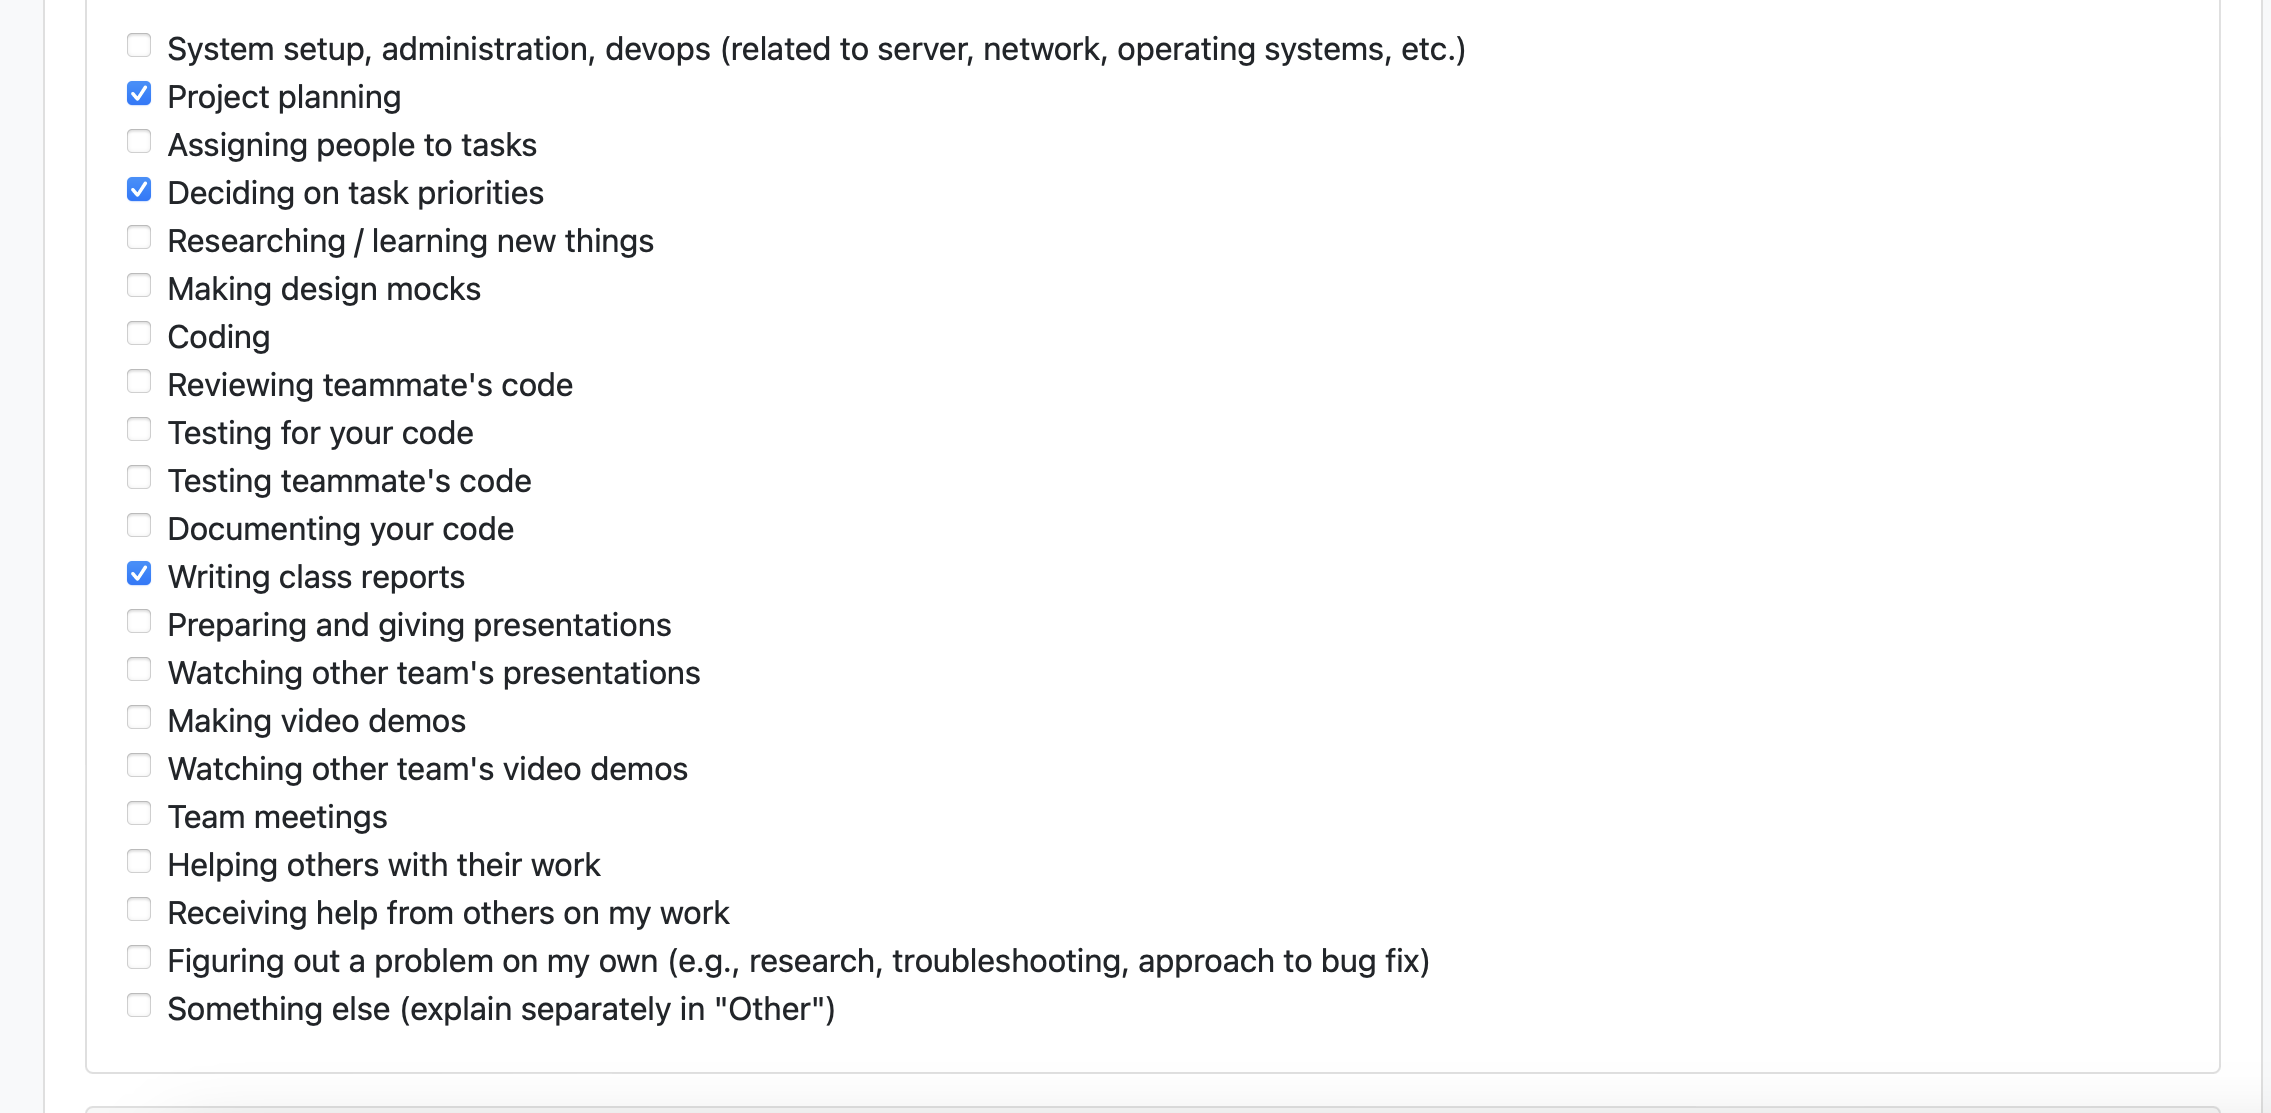 System setup, administration, devops (related to server, network, operating systems, etc.)
Project planning
Assigning people to tasks
Deciding on task priorities
Researching / learning new things
Making design mocks
Coding
Reviewing teammate's code
Testing for your code
Testing teammate's code
Documenting your code
Writing class reports
Preparing and giving presentations
Watching other team's presentations
Making video demos
Watching other team's video demos
Team meetings
Helping others with their work
Receiving help from others on my work
Figuring out a problem on my own (e.g., research, troubleshooting, approach to bug fix)
Something else (explain separately in "Other")